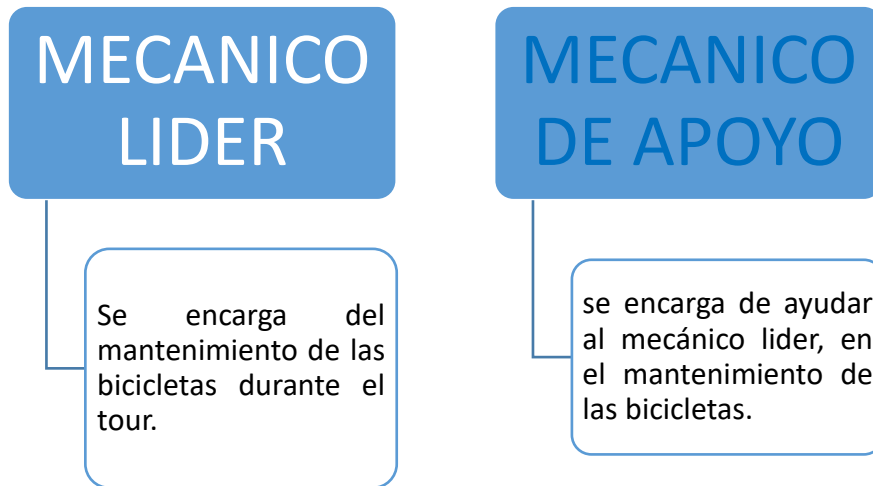 MECANICO
LIDER
Se encarga del
mantenimiento de las
bicicletas durante el
tour.
MECANICO
DE APOYO
se encarga de ayudar
al mecánico lider, en
el mantenimiento de
las bicicletas.